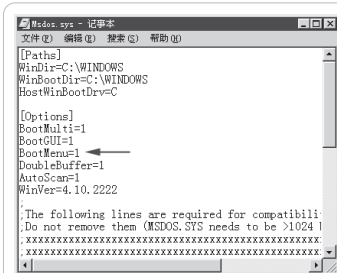 Msdos.sys - 记事本
文件(F) 编辑(E) 搜索(S) 帮助(H)
[Paths]
WinDir=C:\WINDOWS
WinBootDir=C:\WINDOWS
HostWinBootDrv=C
[Options]
BootMulti=1
BootGUI=1
BootMenu=1
DoubleBuffer=1
AutoScan=1
WinVer=4.10.2222
;
;The following lines are required for compatibili
;Do not remove them (MSDOS.SYS needs to be >1024 b
;xxxxxxxxxxxxxxxxxxxxxxxxxxxxxxxxxxxxxxxxxxxxxxxx
;xxxxxxxxxxxxxxxxxxxxxxxxxxxxxxxxxxxxxxxxxxxxxxxx